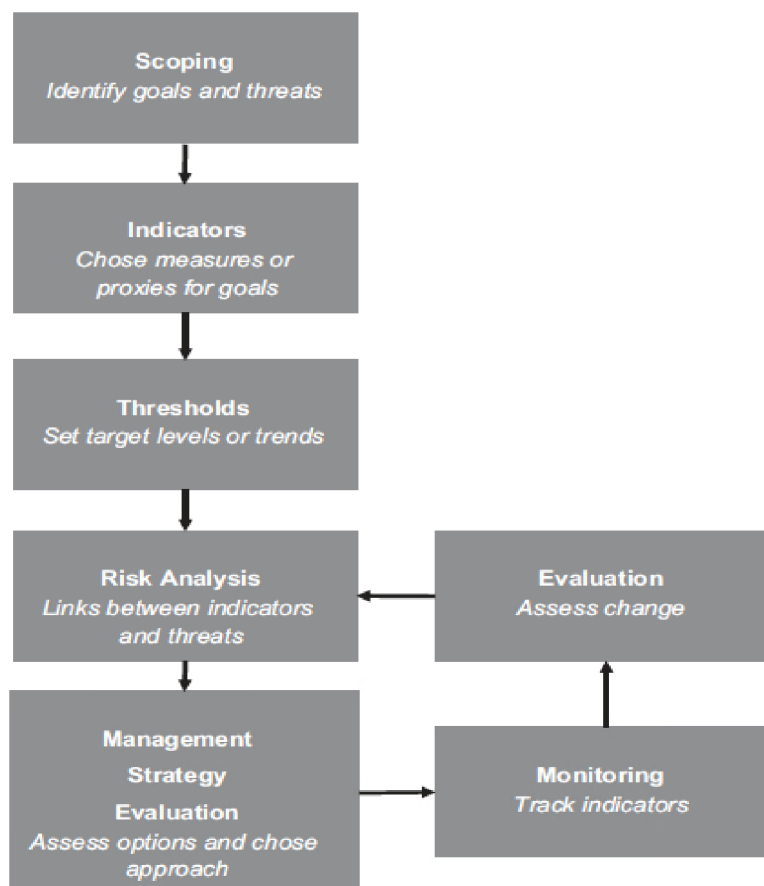 Scoping
Identify goals and threats
Indicators
Chose measures or
proxies for goals
Thresholds
Set target levels or trends
Risk Analysis
Links between indicators
and threats
Evaluation
Assess change
Management
Strategy
Evaluation
Assess options and chose
approach
Monitoring
Track indicators